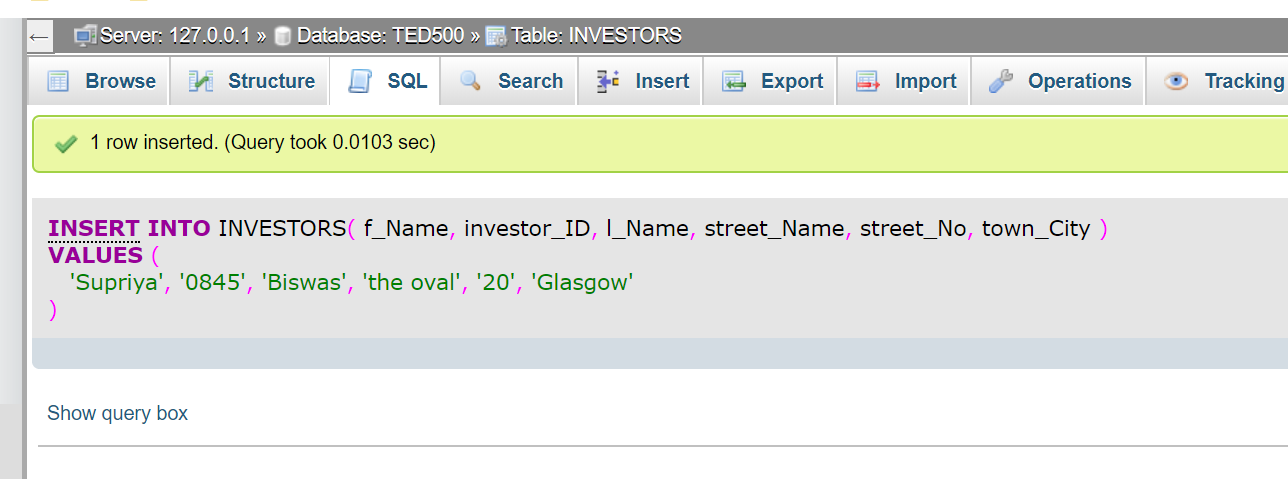 ← Server: 127.0.0.1 » Database: TED500 » Table: INVESTORS
Browse Structure SQL Search Insert Export Import Operations Tracking
1 row inserted. (Query took 0.0103 sec)
INSERT INTO INVESTORS( f_Name, investor_ID, l_Name, street_Name, street_No, town_City )
VALUES (
'Supriya', '0845', 'Biswas', 'the oval', '20', 'Glasgow'
)
Show query box